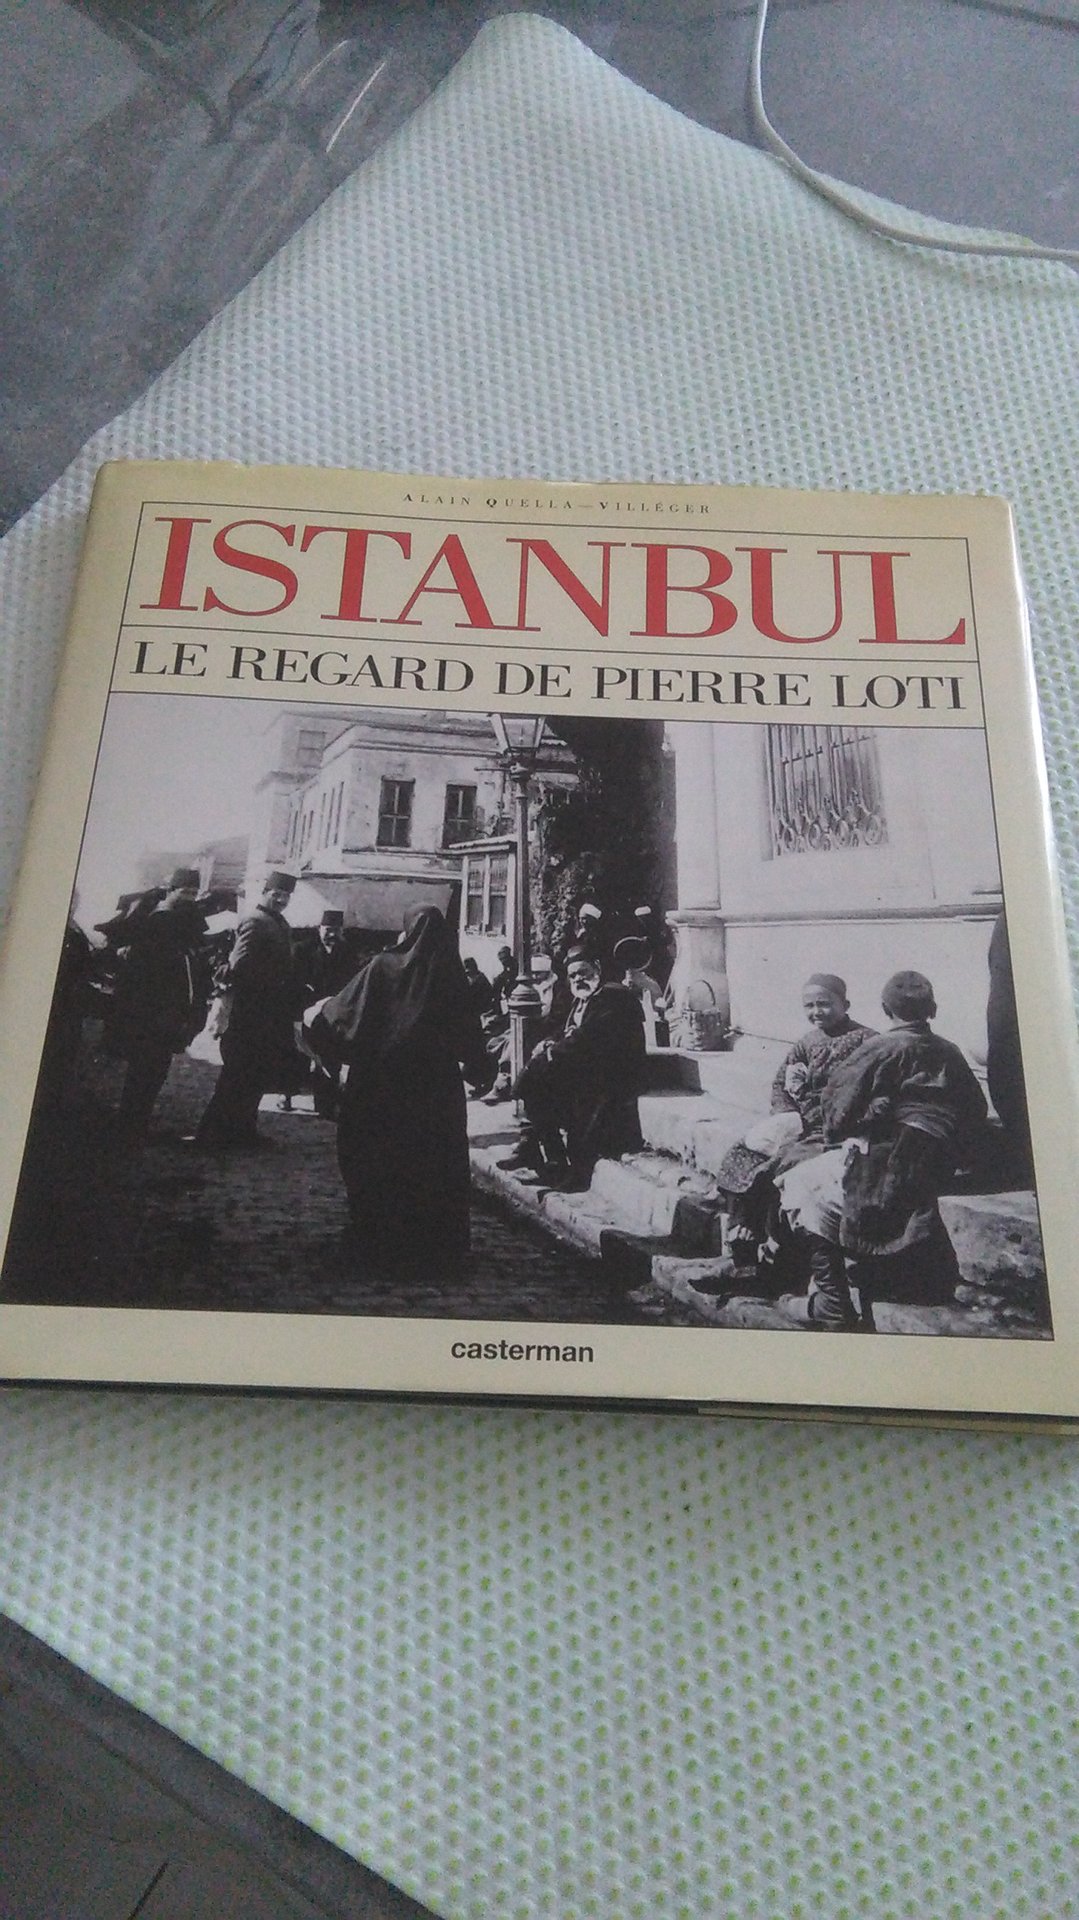 ALAIN QUELLA-VILLÉGER
ISTANBUL
LE REGARD DE PIERRE LOTI
casterman